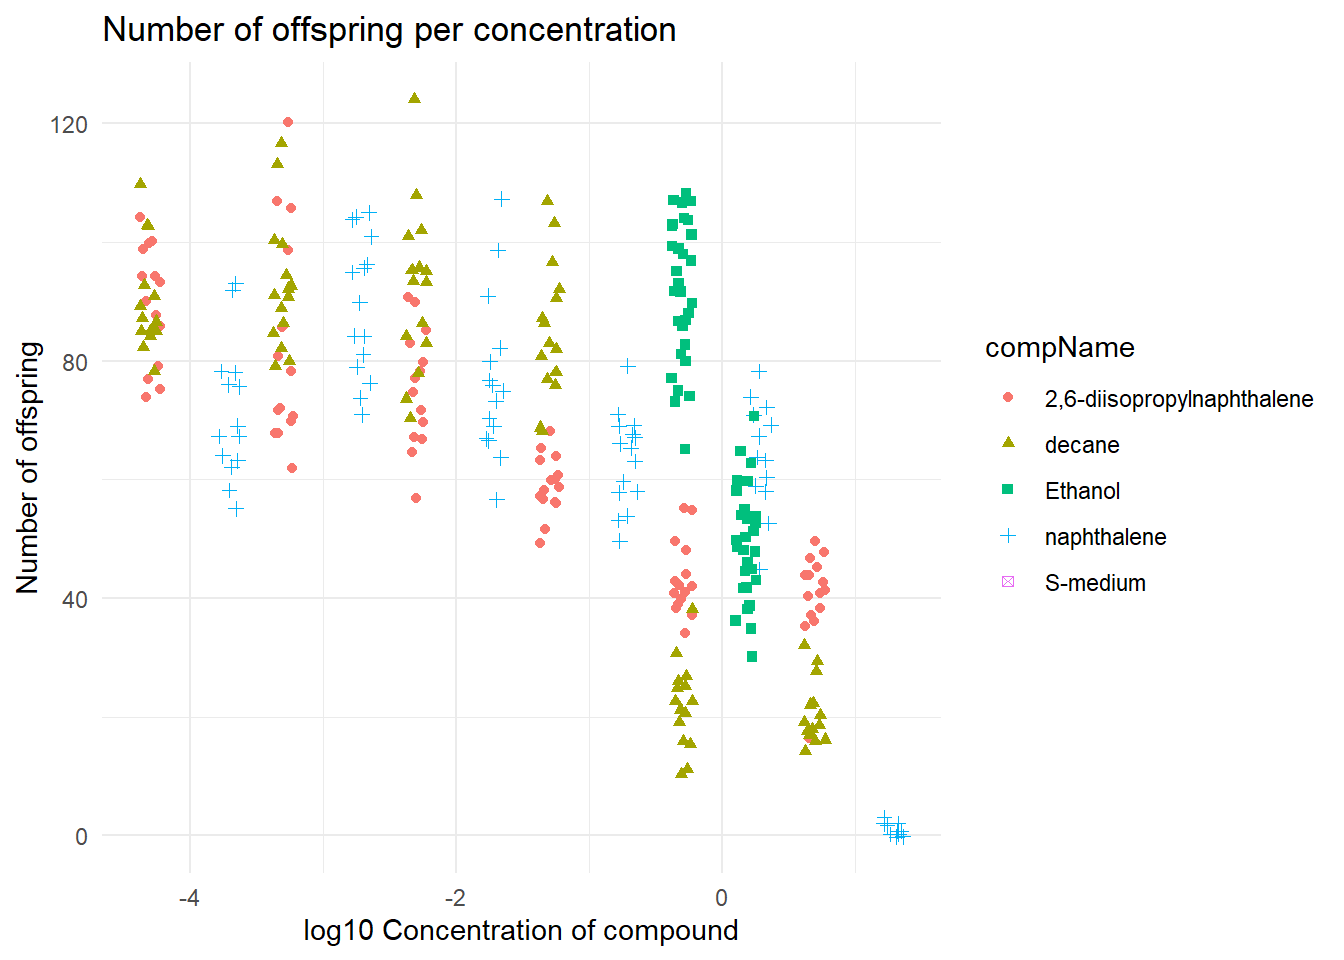 Number of offspring per concentration
Number of offspring
120
80
40
0
-4
-2
0
log10 Concentration of compound
compName
2,6-diisopropylnaphthalene
decane
Ethanol
naphthalene
S-medium